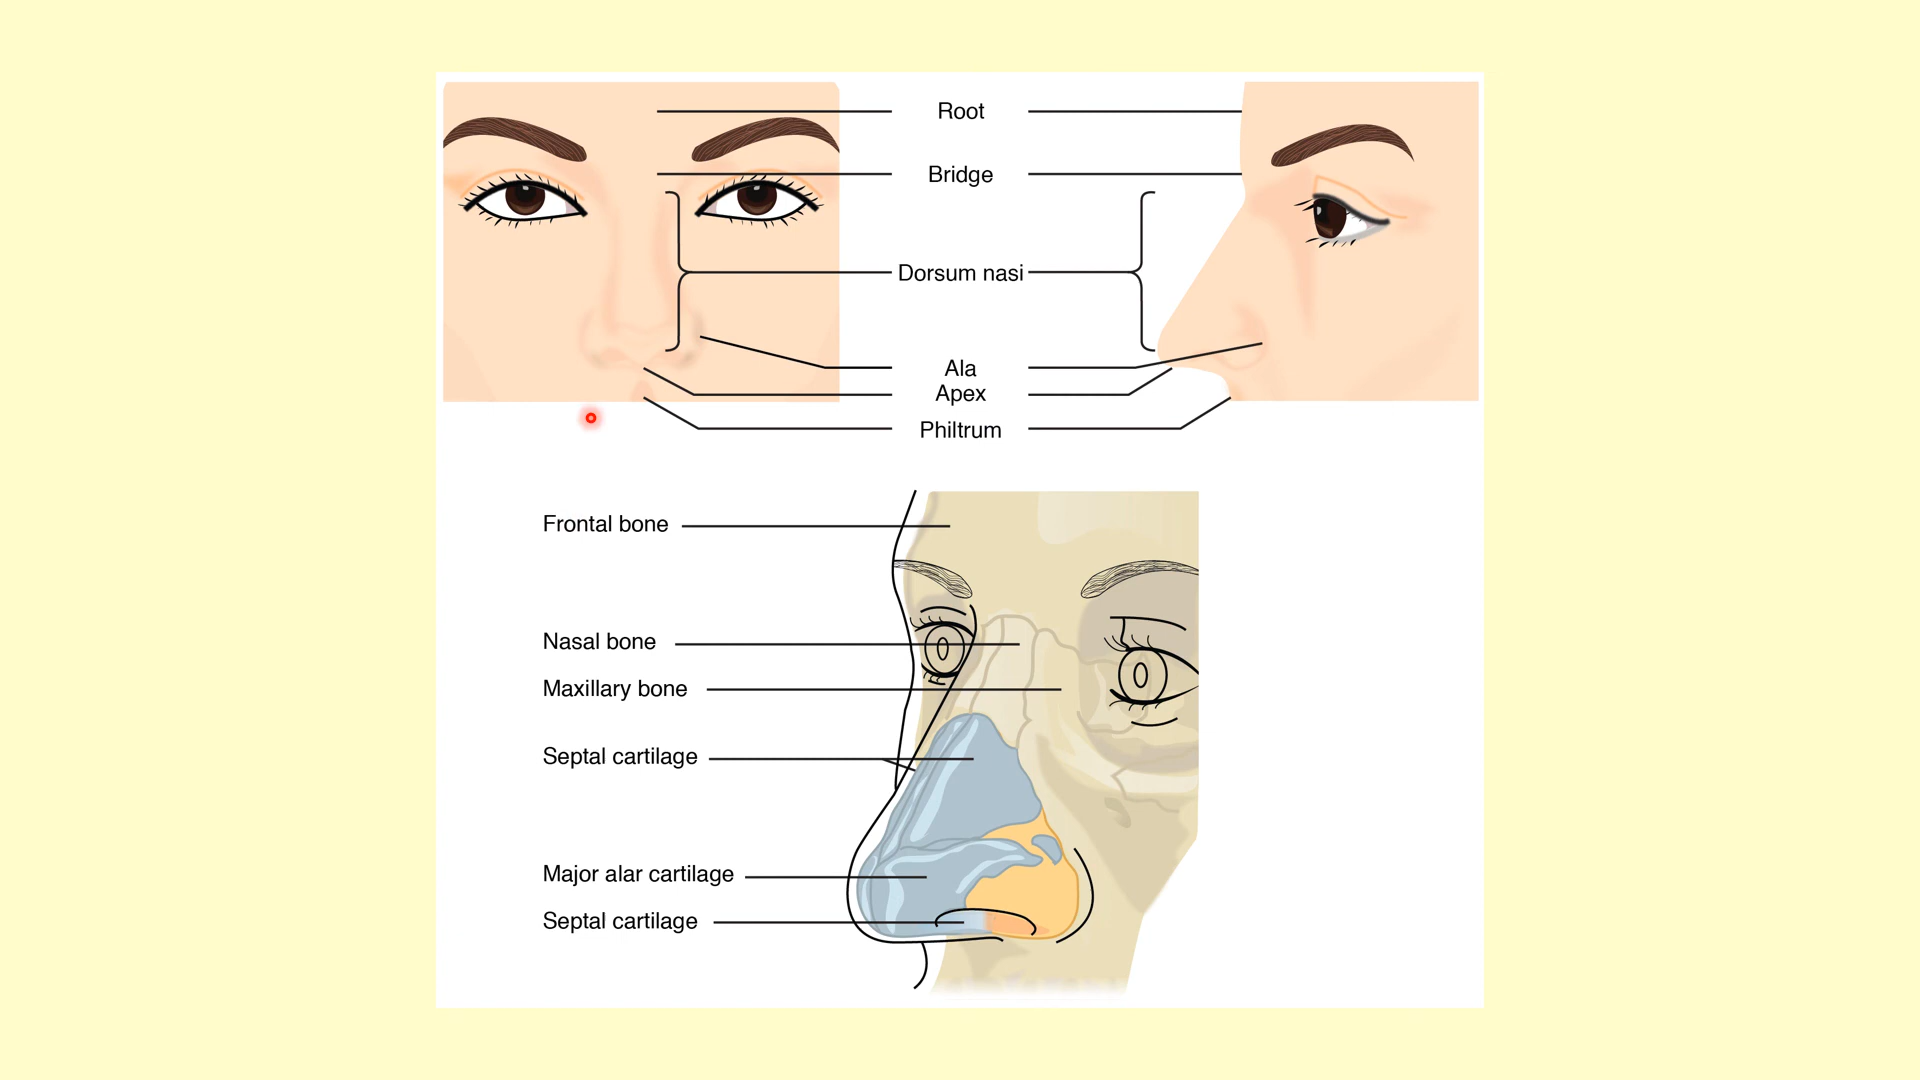 Root
Bridge
Dorsum nasi
Ala
Apex
Philtrum
Frontal bone
Nasal bone
Maxillary bone
Septal cartilage
Major alar cartilage
Septal cartilage